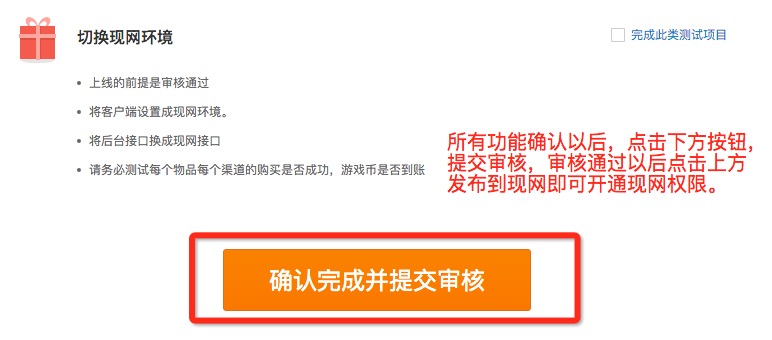 切换现网环境
完成此类测试项目
上线的前提是审核通过
将客户端设置成现网环境。
将后台接口换成现网接口
请务必测试每个物品每个渠道的购买是否成功，游戏币是否到账
所有功能确认以后，点击下方按钮，
提交审核，审核通过以后点击上方
发布到现网即可开通现网权限。
确认完成并提交审核